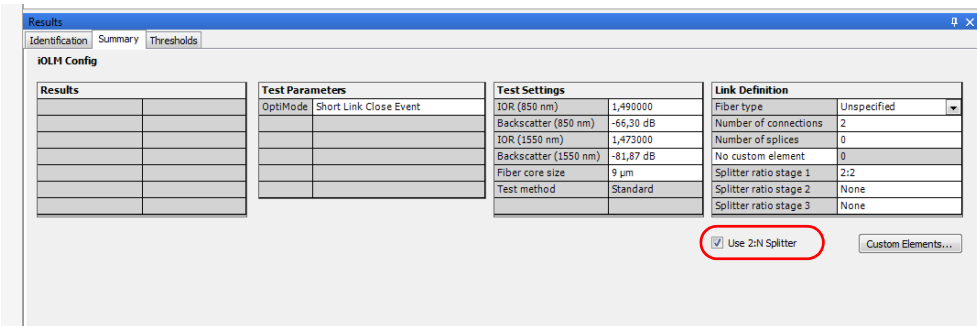 Results
Identification Summary Thresholds
iOLM Config
Results
Test Parameters
OptiMode Short Link Close Event
Test Settings
IOR (850 nm) 1,490000
Backscatter (850 nm) -66,30 dB
IOR (1550 nm) 1,473000
Backscatter (1550 nm) -81,87 dB
Fiber core size 9 µm
Test method Standard
Link Definition
Fiber type Unspecified
Number of connections 2
Number of splices 0
No custom element 0
Splitter ratio stage 1 2:2
Splitter ratio stage 2 None
Splitter ratio stage 3 None
Use 2:N Splitter
Custom Elements...